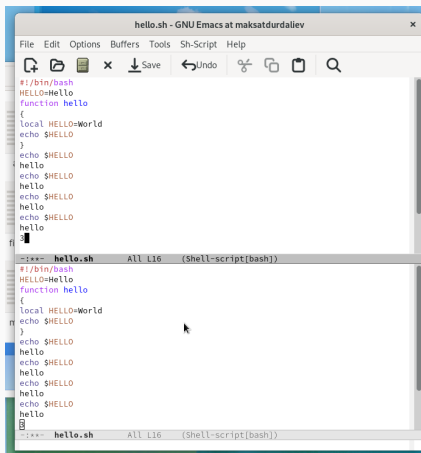 hello.sh - GNU Emacs at maksatdurdaliev ×
File Edit Options Buffers Tools Sh-Script Help
Save Undo
#!/bin/bash
HELLO=Hello
function hello
{
local HELLO=World
echo $HELLO
}
echo $HELLO
hello
echo $HELLO
hello
echo $HELLO
hello
echo $HELLO
hello
3
-:**- hello.sh All L16 (Shell-script[bash])
#!/bin/bash
HELLO=Hello
function hello
{
local HELLO=World
echo $HELLO
}
echo $HELLO
hello
echo $HELLO
hello
echo $HELLO
hello
echo $HELLO
hello
3
-:**- hello.sh All L16 (Shell-script[bash])